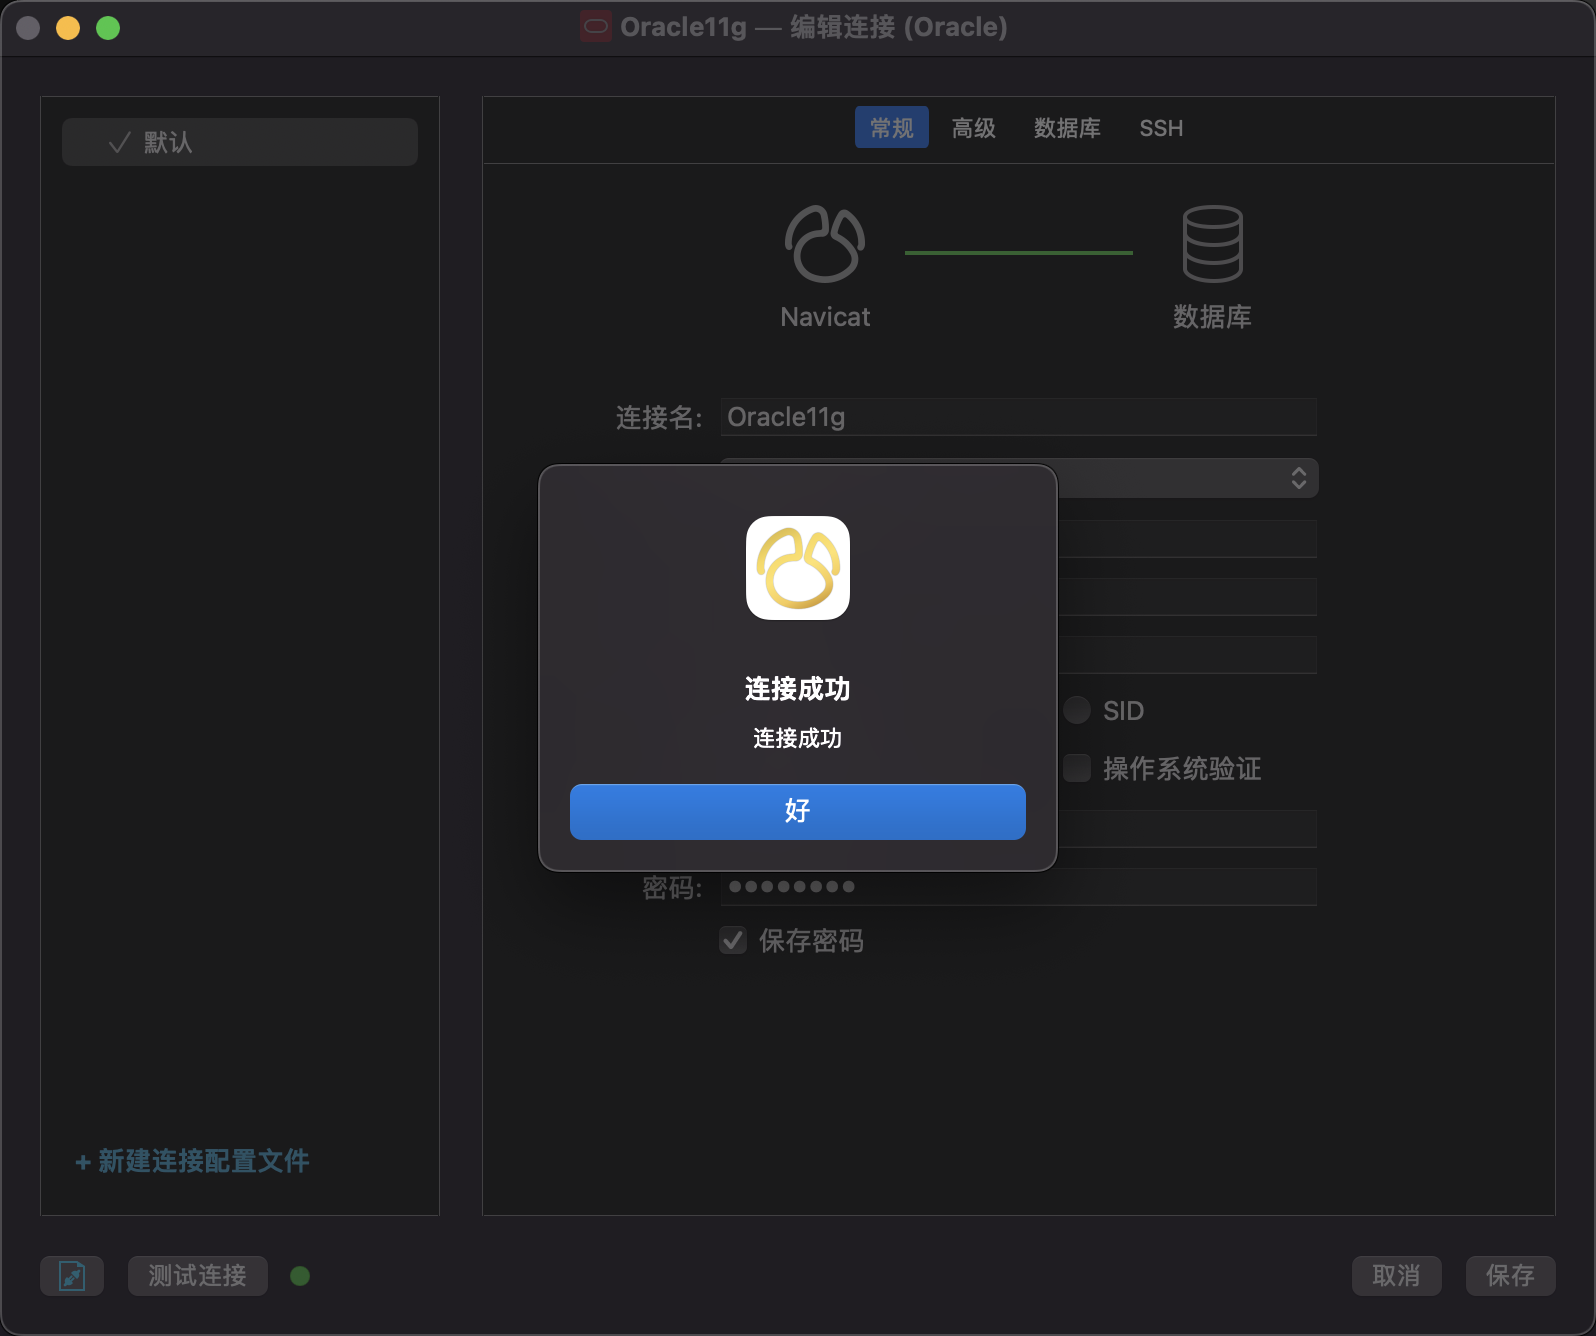 Oracle11g — 编辑连接 (Oracle)
默认
常规 高级 数据库 SSH
Navicat 数据库
连接名: Oracle11g
连接成功
连接成功
SID
操作系统验证
好
密码: ••••••••
保存密码
+ 新建连接配置文件
测试连接 取消 保存